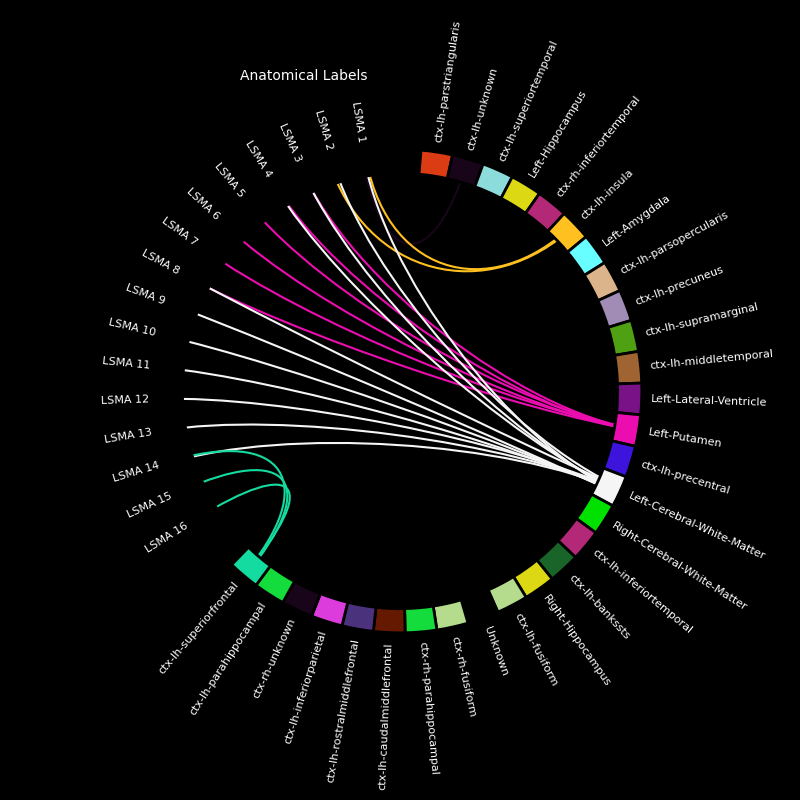 Anatomical Labels
LSMA 1
LSMA 2
LSMA 3
LSMA 4
LSMA 5
LSMA 6
LSMA 7
LSMA 8
LSMA 9
LSMA 10
LSMA 11
LSMA 12
LSMA 13
LSMA 14
LSMA 15
LSMA 16
ctx-lh-superiorfrontal
ctx-lh-parahippocampal
ctx-rh-unknown
ctx-lh-inferiorparietal
ctx-lh-rostralmiddlefrontal
ctx-lh-caudalmiddlefrontal
ctx-rh-parahippocampal
ctx-rh-fusiform
Unknown
ctx-lh-fusiform
Right-Hippocampus
ctx-lh-bankssts
ctx-lh-inferiortemporal
Right-Cerebral-White-Matter
Left-Cerebral-White-Matter
ctx-lh-precentral
Left-Putamen
Left-Lateral-Ventricle
ctx-lh-middletemporal
ctx-lh-supramarginal
ctx-lh-precuneus
ctx-lh-parsopercularis
Left-Amygdala
ctx-lh-insula
ctx-rh-inferiortemporal
Left-Hippocampus
ctx-lh-superiortemporal
ctx-lh-unknown
ctx-lh-parstriangularis